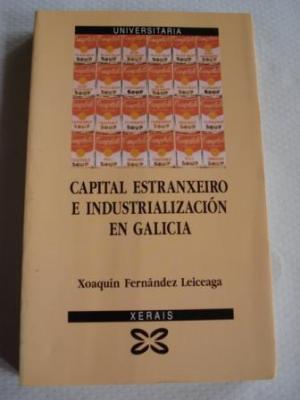 UNIVERSITARIA
CAPITAL ESTRANXEIRO
E INDUSTRIALIZACIÓN
EN GALICIA
Xoaquín Fernández Leiceaga
XERAIS